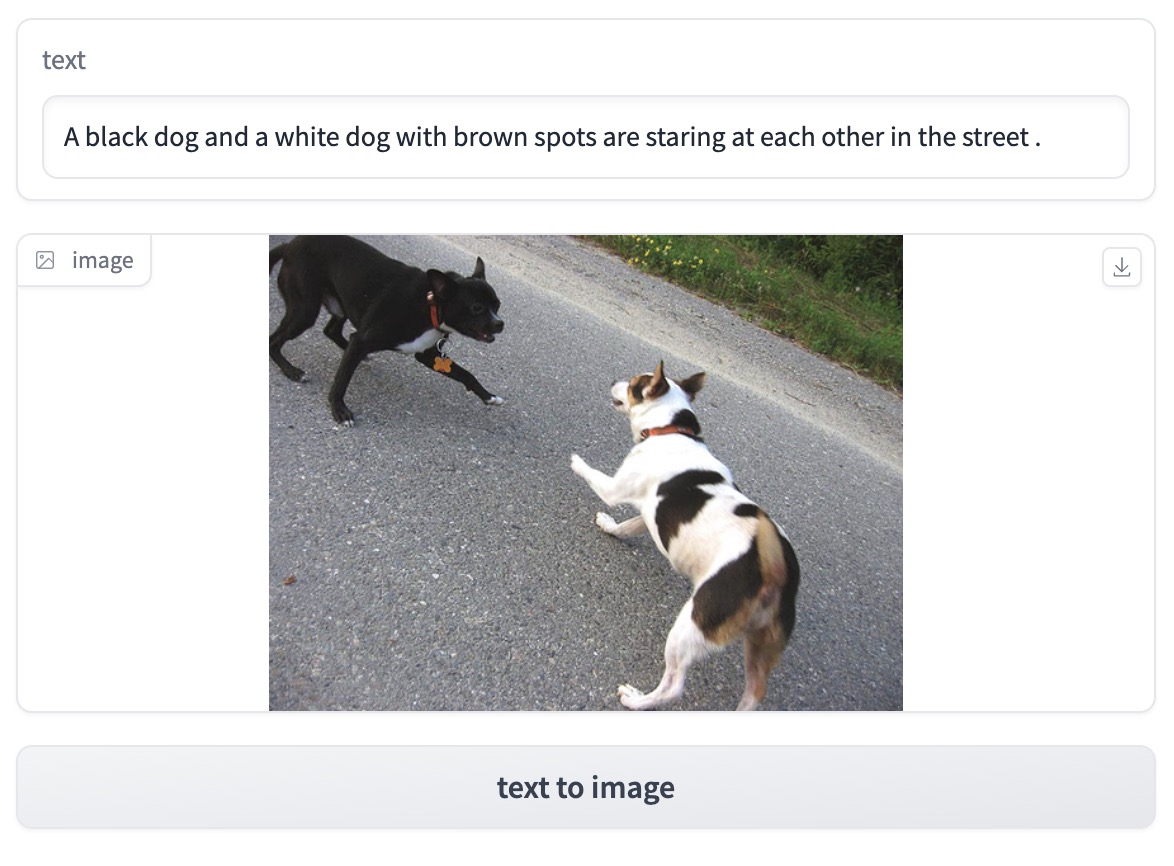 text
A black dog and a white dog with brown spots are staring at each other in the street .
image
text to image